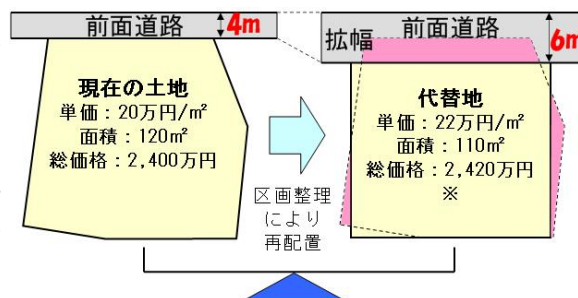 前面道路
4m
現在の土地
単価：20万円/㎡
面積：120㎡
総価格：2,400万円
区画整理
により
再配置
拡幅
前面道路
6m
代替地
単価：22万円/㎡
面積：110㎡
総価格：2,420万円
※